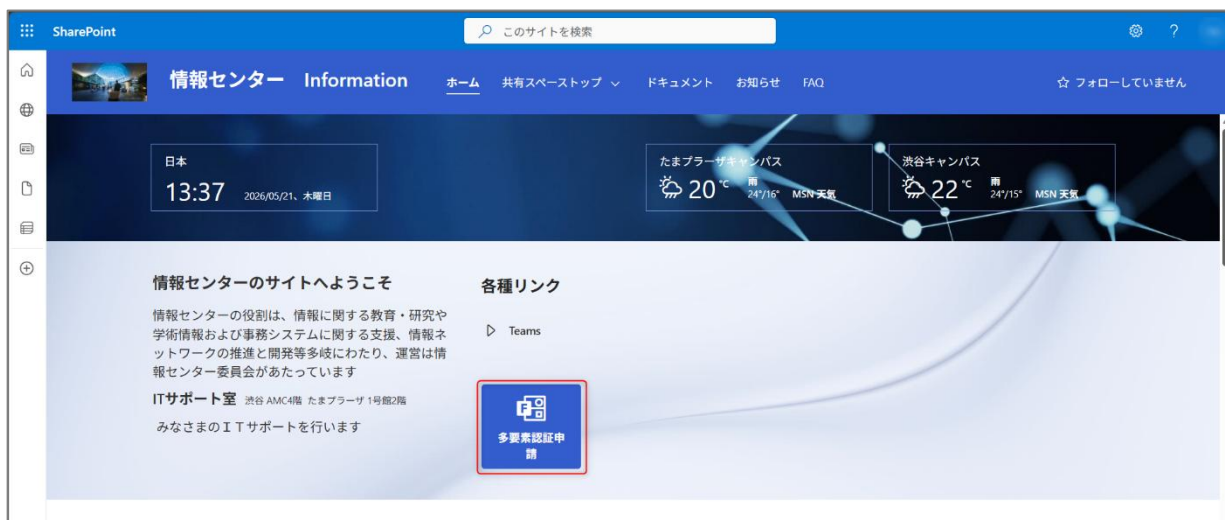 SharePoint
このサイトを検索
?
情報センター Information
ホーム 共有スペーストップ ドキュメント お知らせ FAQ
フォローしていません
日本
13:37 2026/05/21、木曜日
たまプラーザキャンパス
20 ℃ 雨 24°/16° MSN 天気
渋谷キャンパス
22 ℃ 雨 24°/15° MSN 天気
情報センターのサイトへようこそ
情報センターの役割は、情報に関する教育・研究や
学術情報および事務システムに関する支援、情報ネ
ットワークの推進と開発等多岐にわたり、運営は情
報センター委員会があたっています
ITサポート室 渋谷 AMC4階 たまプラーザ 1号館2階
みなさまのＩＴサポートを行います
各種リンク
Teams
多要素認証申
請